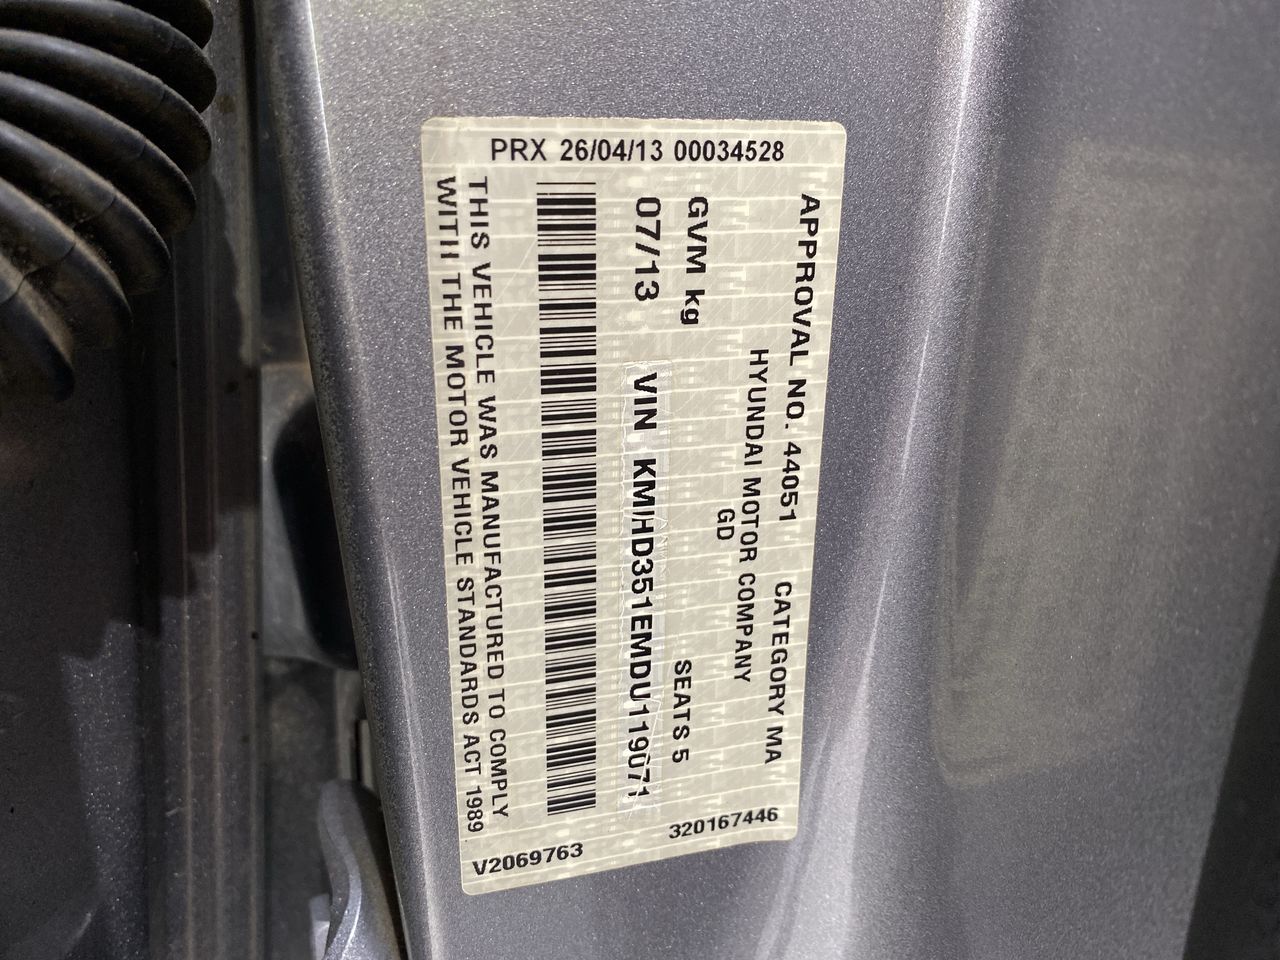 PRX 26/04/13 00034528
APPROVAL NO. 44051 CATEGORY MA
HYUNDAI MOTOR COMPANY
GD
GVM kg SEATS 5
07/13 VIN KMHD351EMDU119071
THIS VEHICLE WAS MANUFACTURED TO COMPLY
WITH THE MOTOR VEHICLE STANDARDS ACT 1989
V2069763 320167446